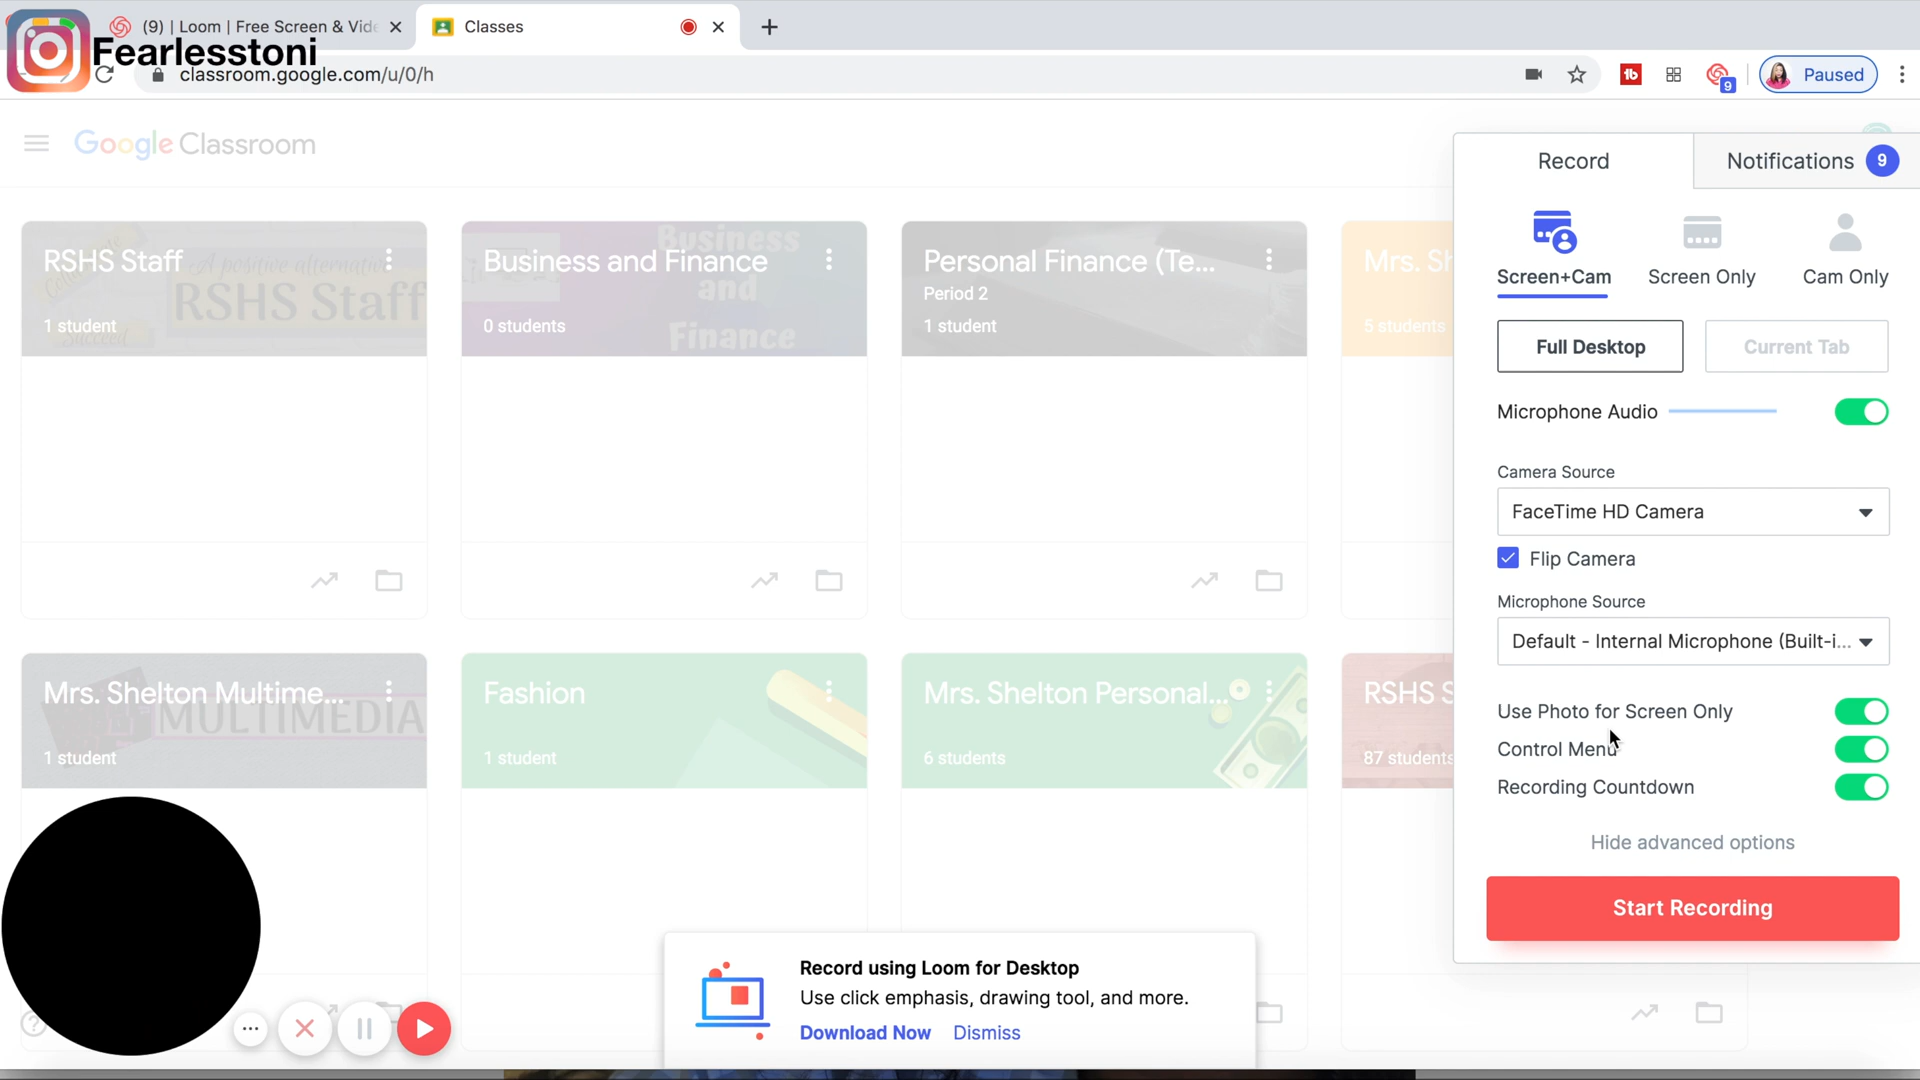 (9) | Loom | Free Screen & Vide
Classes
Fearlesstoni
classroom.google.com/u/0/h
9
Paused
Google Classroom
Record
Notifications 9
Screen+Cam
Screen Only
Cam Only
Full Desktop
Current Tab
Microphone Audio
Camera Source
FaceTime HD Camera
Flip Camera
Microphone Source
Default - Internal Microphone (Built-i...
Use Photo for Screen Only
Control Menu
Recording Countdown
Hide advanced options
Start Recording
RSHS Staff
A positive alternative
RSHS Staff
Succeed
1 student
Business and Finance
Business
and
Finance
0 students
Personal Finance (Te...
Period 2
1 student
Mrs. Sh
5 students
Mrs. Shelton Multime...
MULTIMEDIA
1 student
Fashion
1 student
Mrs. Shelton Personal...
6 students
RSHS S
87 students
Record using Loom for Desktop
Use click emphasis, drawing tool, and more.
Download Now
Dismiss